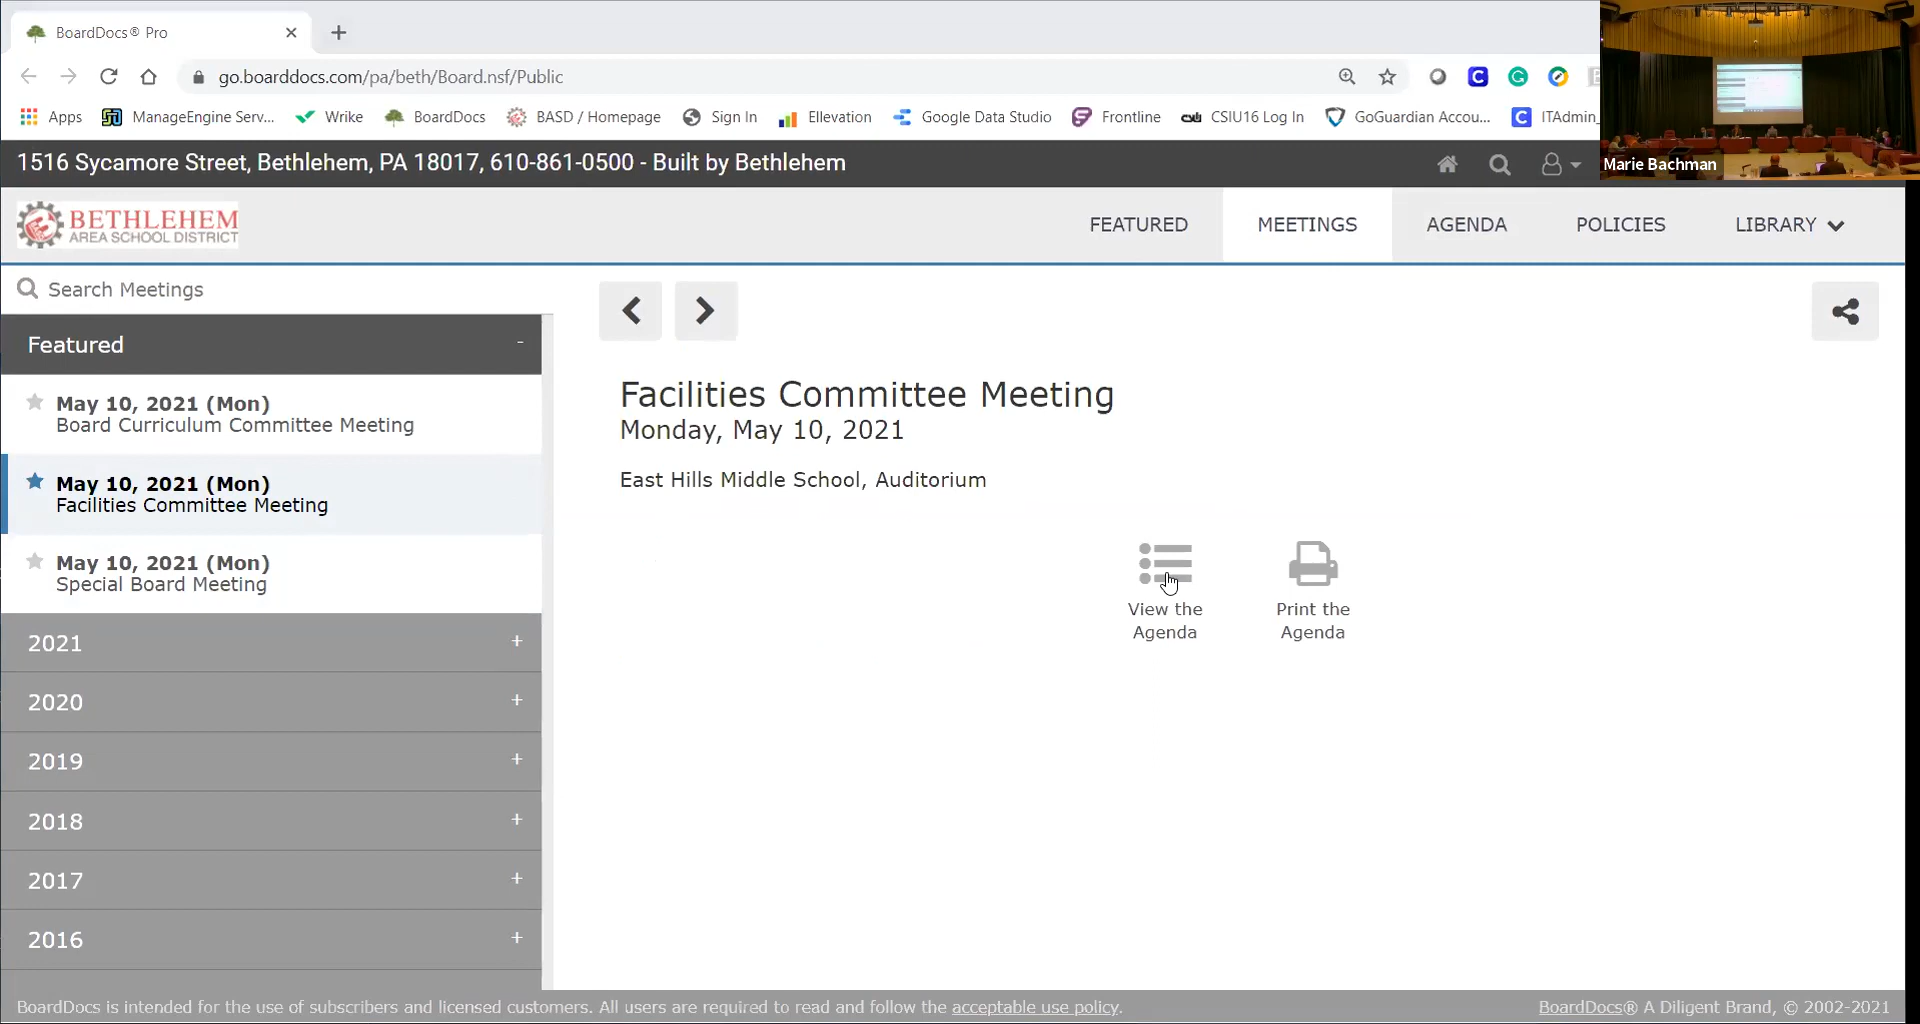 BoardDocs® Pro
go.boarddocs.com/pa/beth/Board.nsf/Public
Apps
ManageEngine Serv...
Wrike
BoardDocs
BASD / Homepage
Sign In
Ellevation
Google Data Studio
Frontline
CSIU16 Log In
GoGuardian Accou...
ITAdmin
Marie Bachman
1516 Sycamore Street, Bethlehem, PA 18017, 610-861-0500 - Built by Bethlehem
BETHLEHEM
AREA SCHOOL DISTRICT
FEATURED
MEETINGS
AGENDA
POLICIES
LIBRARY
Search Meetings
Featured
May 10, 2021 (Mon)
Board Curriculum Committee Meeting
May 10, 2021 (Mon)
Facilities Committee Meeting
May 10, 2021 (Mon)
Special Board Meeting
2021
2020
2019
2018
2017
2016
Facilities Committee Meeting
Monday, May 10, 2021
East Hills Middle School, Auditorium
View the
Agenda
Print the
Agenda
BoardDocs is intended for the use of subscribers and licensed customers. All users are required to read and follow the acceptable use policy.
BoardDocs® A Diligent Brand, © 2002-2021